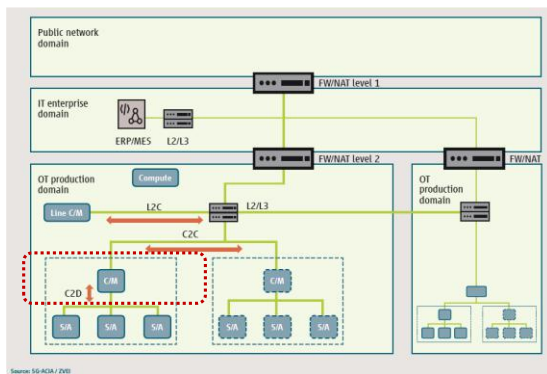 Public network
domain
FW/NAT level 1
IT enterprise
domain
ERP/MES
L2/L3
FW/NAT level 2
FW/NAT
OT production
domain
Compute
OT
production
domain
Line C/M
L2C
L2/L3
C2C
C/M
C/M
C2D
S/A
S/A
S/A
S/A
S/A
S/A
Source: 5G-ACIA / ZVEI